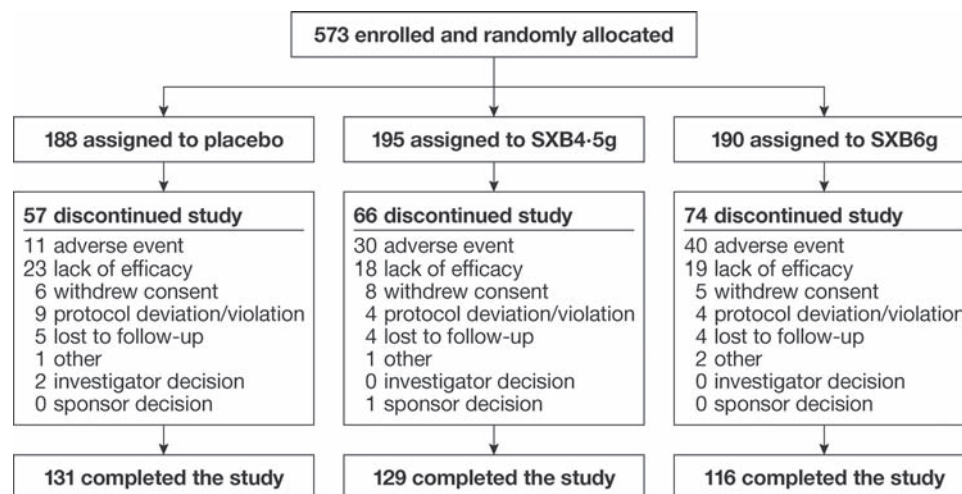 573 enrolled and randomly allocated
188 assigned to placebo
195 assigned to SXB4·5g
190 assigned to SXB6g
57 discontinued study
11 adverse event
23 lack of efficacy
6 withdrew consent
9 protocol deviation/violation
5 lost to follow-up
1 other
2 investigator decision
0 sponsor decision
66 discontinued study
30 adverse event
18 lack of efficacy
8 withdrew consent
4 protocol deviation/violation
4 lost to follow-up
1 other
0 investigator decision
1 sponsor decision
74 discontinued study
40 adverse event
19 lack of efficacy
5 withdrew consent
4 protocol deviation/violation
4 lost to follow-up
2 other
0 investigator decision
0 sponsor decision
131 completed the study
129 completed the study
116 completed the study